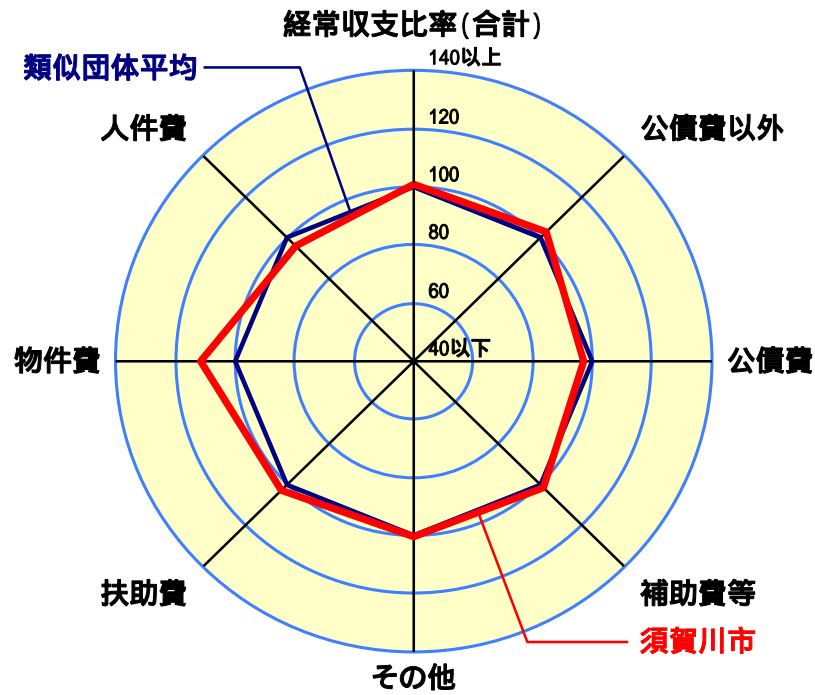 経常収支比率(合計)
140以上
類似団体平均
120
人件費
公債費以外
100
80
60
40以下
物件費
公債費
扶助費
補助費等
須賀川市
その他